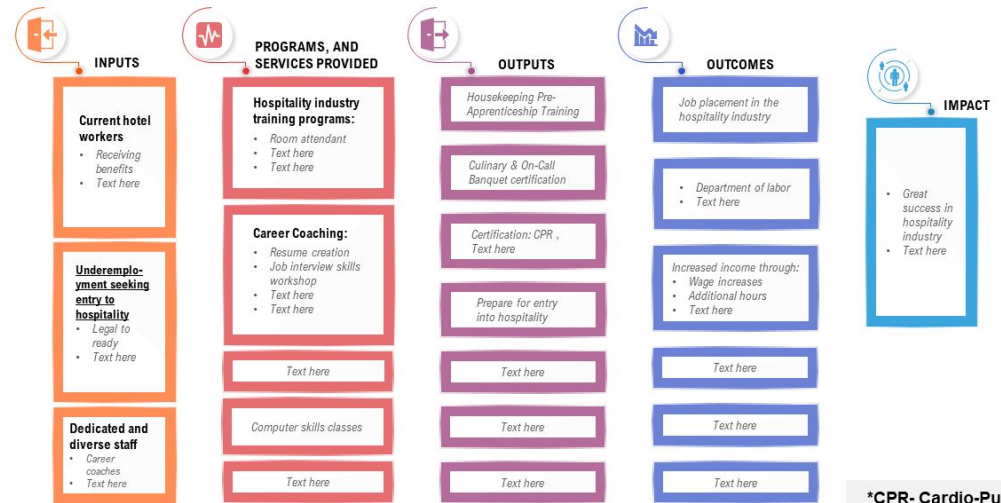 INPUTS
Current hotel
workers
• Receiving
benefits
• Text here
Underemplo-
yment seeking
entry to
hospitality
• Legal to
ready
• Text here
Dedicated and
diverse staff
• Career
coaches
• Text here
PROGRAMS, AND
SERVICES PROVIDED
Hospitality industry
training programs:
• Room attendant
• Text here
• Text here
Career Coaching:
• Resume creation
• Job interview skills
workshop
• Text here
• Text here
Text here
Computer skills classes
Text here
OUTPUTS
Housekeeping Pre-
Apprenticeship Training
Culinary & On-Call
Banquet certification
Certification: CPR ,
Text here
Prepare for entry
into hospitality
Text here
Text here
Text here
OUTCOMES
Job placement in the
hospitality industry
• Department of labor
• Text here
Increased income through:
• Wage increases
• Additional hours
• Text here
Text here
Text here
Text here
IMPACT
• Great
success in
hospitality
industry
• Text here
*CPR- Cardio-Pu